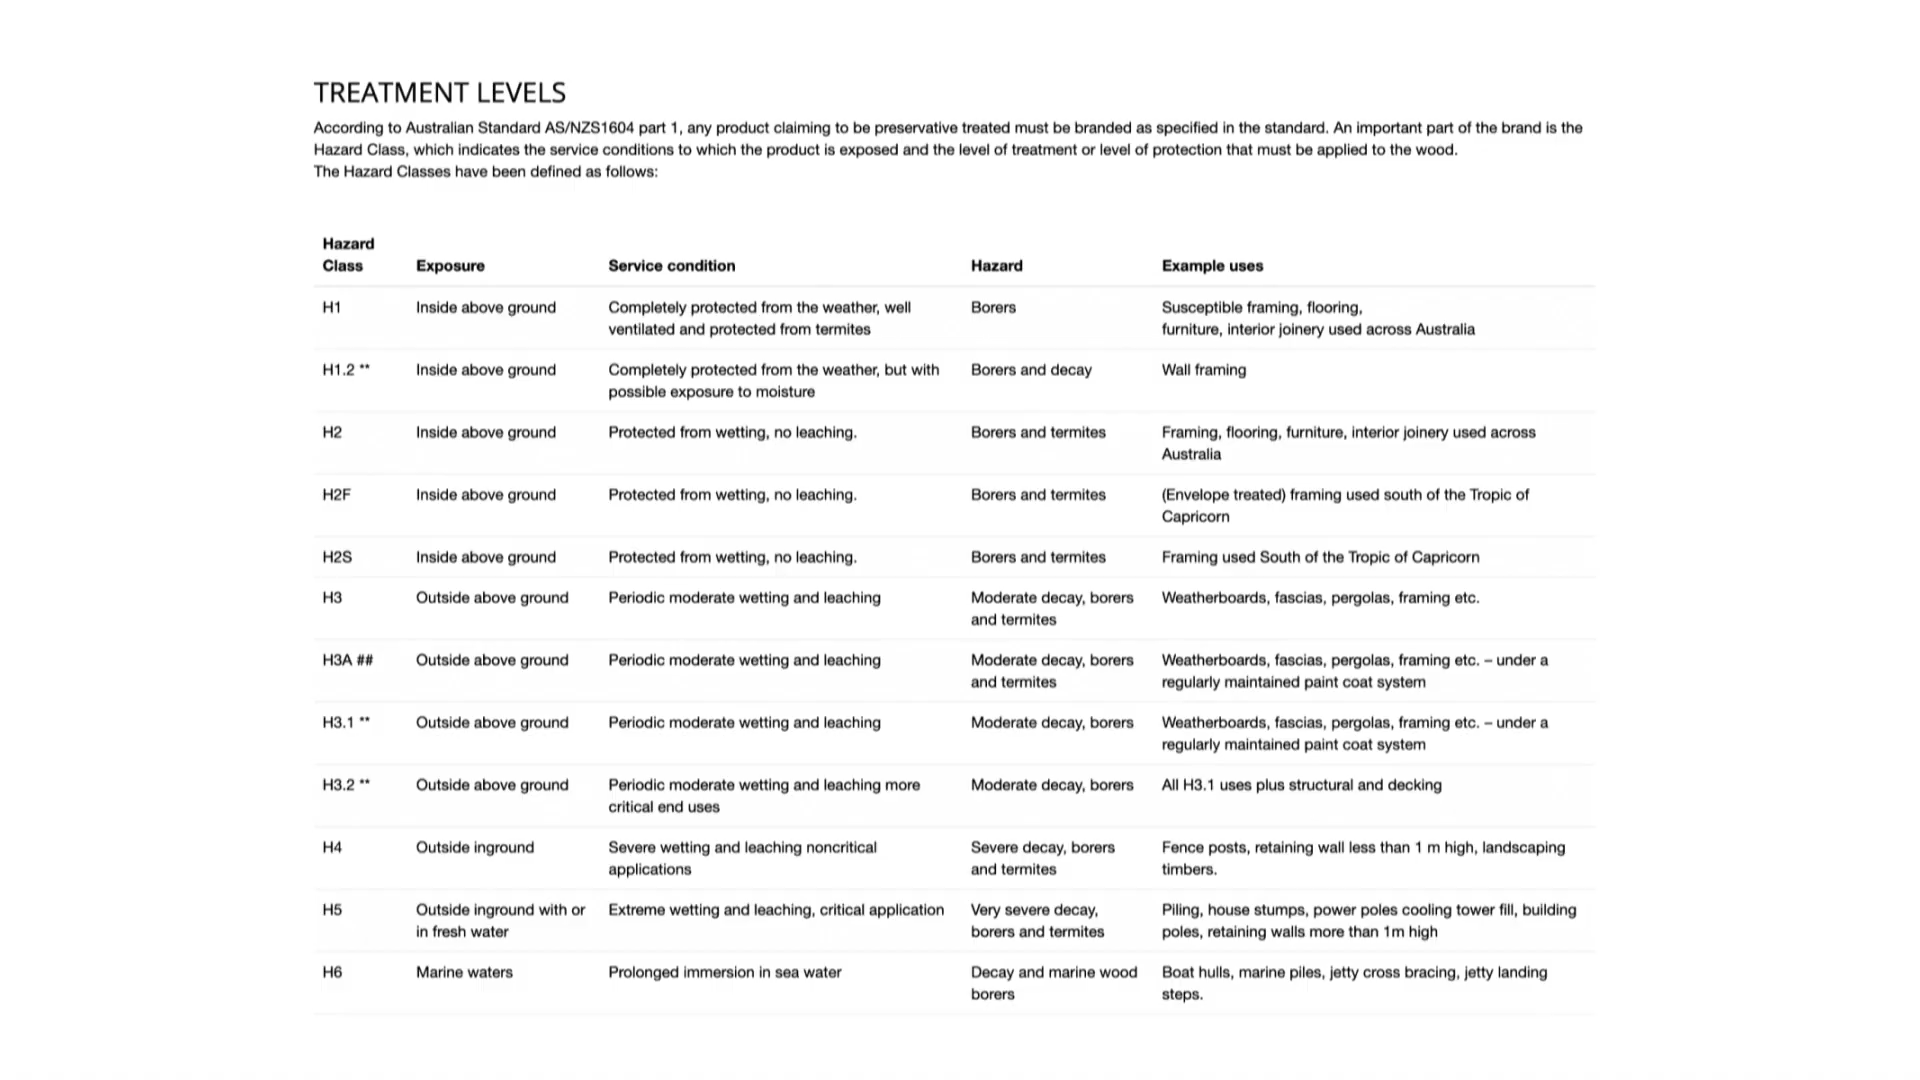 TREATMENT LEVELS
According to Australian Standard AS/NZS1604 part 1, any product claiming to be preservative treated must be branded as specified in the standard. An important part of the brand is the
Hazard Class, which indicates the service conditions to which the product is exposed and the level of treatment or level of protection that must be applied to the wood.
The Hazard Classes have been defined as follows:
Hazard
Class Exposure Service condition Hazard Example uses
H1 Inside above ground Completely protected from the weather, well Borers Susceptible framing, flooring,
ventilated and protected from termites furniture, interior joinery used across Australia
H1.2 ** Inside above ground Completely protected from the weather, but with Borers and decay Wall framing
possible exposure to moisture
H2 Inside above ground Protected from wetting, no leaching. Borers and termites Framing, flooring, furniture, interior joinery used across
Australia
H2F Inside above ground Protected from wetting, no leaching. Borers and termites (Envelope treated) framing used south of the Tropic of
Capricorn
H2S Inside above ground Protected from wetting, no leaching. Borers and termites Framing used South of the Tropic of Capricorn
H3 Outside above ground Periodic moderate wetting and leaching Moderate decay, borers Weatherboards, fascias, pergolas, framing etc.
and termites
H3A ## Outside above ground Periodic moderate wetting and leaching Moderate decay, borers Weatherboards, fascias, pergolas, framing etc. – under a
and termites regularly maintained paint coat system
H3.1 ** Outside above ground Periodic moderate wetting and leaching Moderate decay, borers Weatherboards, fascias, pergolas, framing etc. – under a
regularly maintained paint coat system
H3.2 ** Outside above ground Periodic moderate wetting and leaching more Moderate decay, borers All H3.1 uses plus structural and decking
critical end uses
H4 Outside inground Severe wetting and leaching noncritical Severe decay, borers Fence posts, retaining wall less than 1 m high, landscaping
applications and termites timbers.
H5 Outside inground with or Extreme wetting and leaching, critical application Very severe decay, Piling, house stumps, power poles cooling tower fill, building
in fresh water borers and termites poles, retaining walls more than 1m high
H6 Marine waters Prolonged immersion in sea water Decay and marine wood Boat hulls, marine piles, jetty cross bracing, jetty landing
borers steps.